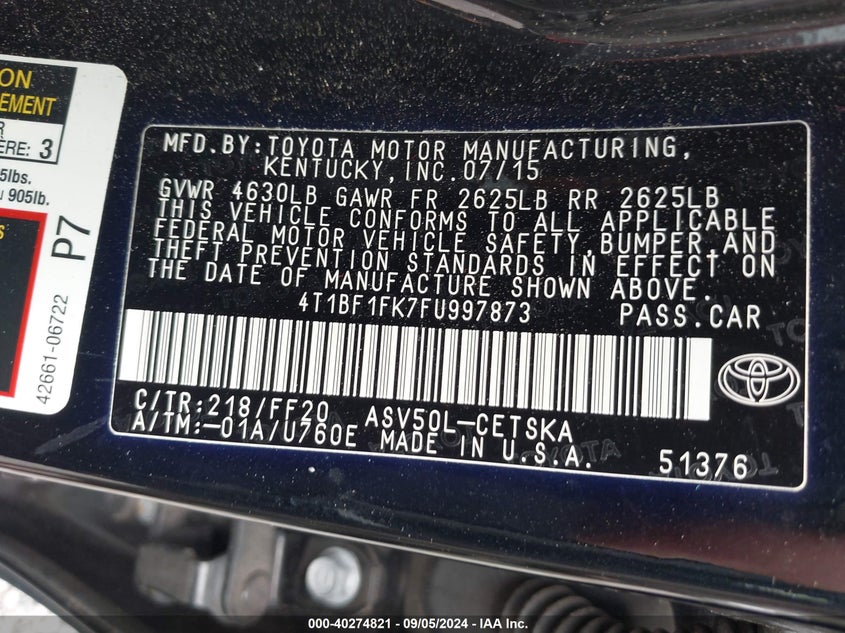 ON
EMENT
R
ERE: 3
5lbs.
905lb.
S
P7
42661-06722
MFD.BY:TOYOTA MOTOR MANUFACTURING,
KENTUCKY,INC.07/15
GVWR 4630LB GAWR FR 2625LB RR 2625LB
THIS VEHICLE CONFORMS TO ALL APPLICABLE
FEDERAL MOTOR VEHICLE SAFETY,BUMPER,AND
THEFT PREVENTION STANDARDS IN EFFECT ON
THE DATE OF MANUFACTURE SHOWN ABOVE.
4T1BF1FK7FU997873 PASS.CAR
C/TR:218/FF20 ASV50L-CETSKA
A/TM:-01A/U760E MADE IN U.S.A. 51376
TOYOTA
000-40274821 - 09/05/2024 - IAA Inc.